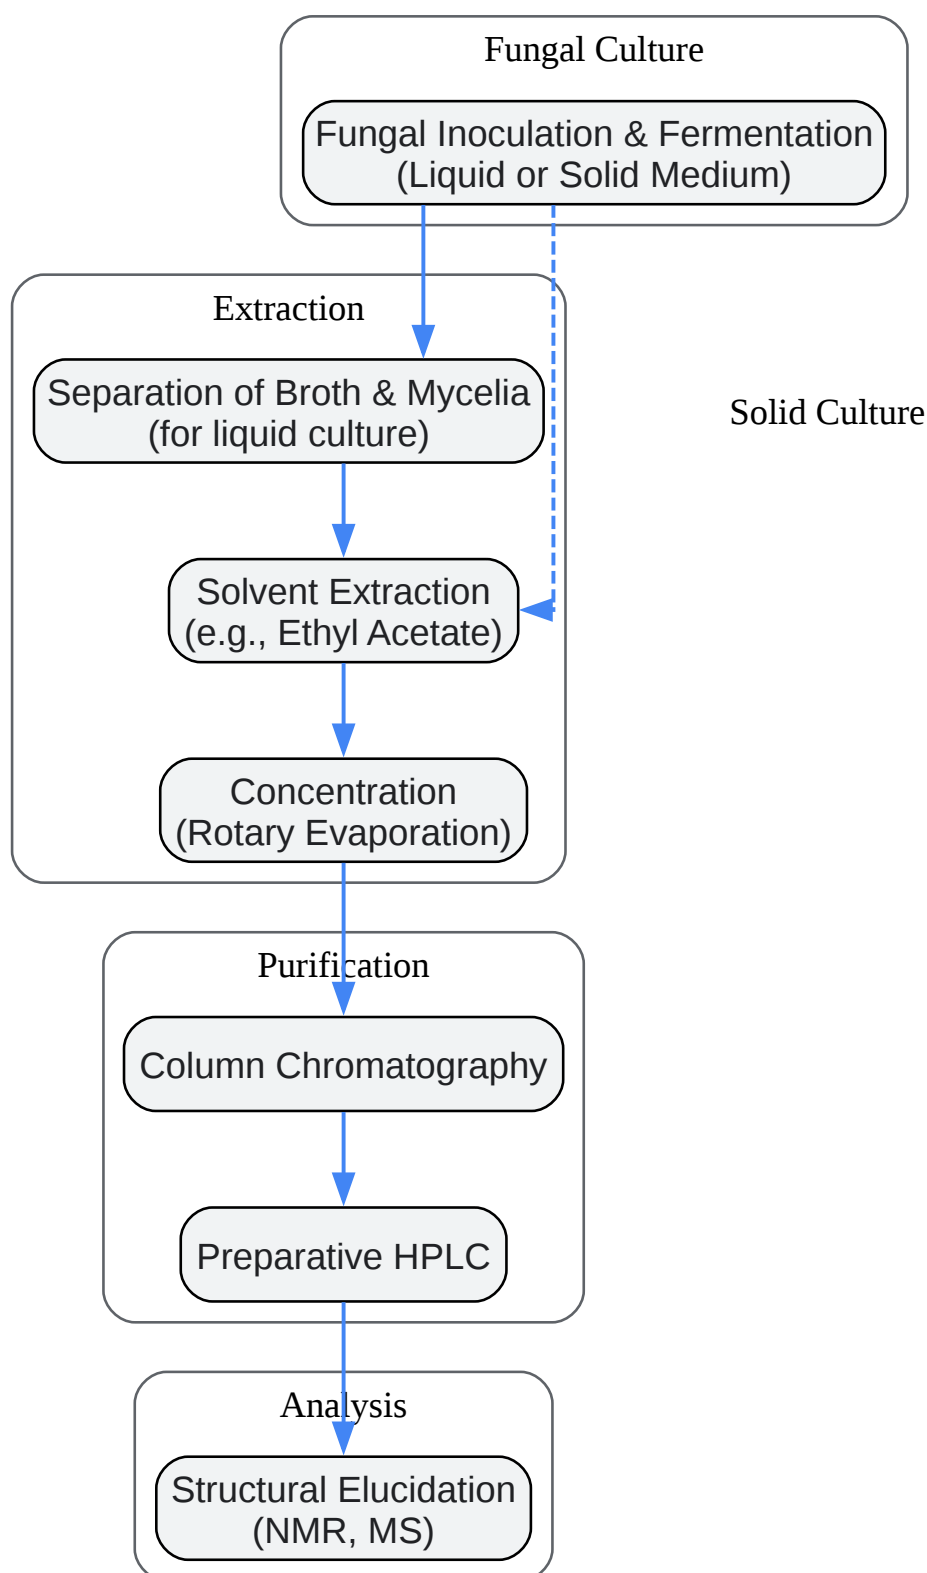 Fungal Culture
Fungal Inoculation & Fermentation
(Liquid or Solid Medium)
Extraction
Separation of Broth & Mycelia
(for liquid culture)
Solid Culture
Solvent Extraction
(e.g., Ethyl Acetate)
Concentration
(Rotary Evaporation)
Purification
Column Chromatography
Preparative HPLC
Analysis
Structural Elucidation
(NMR, MS)